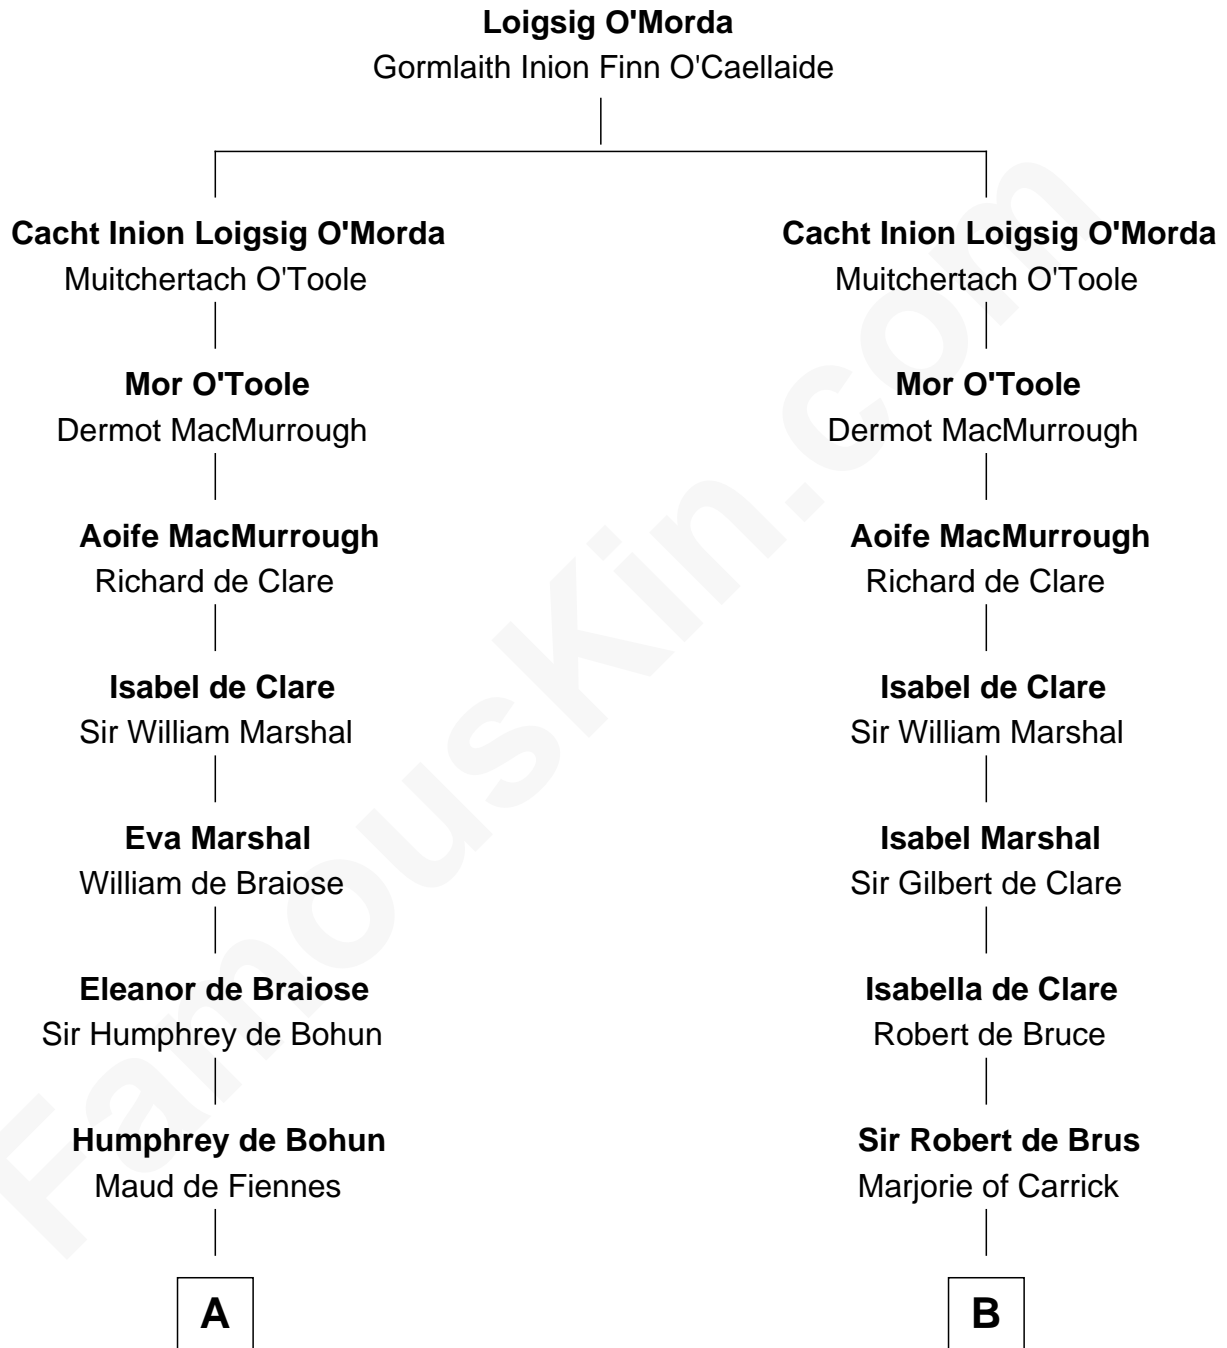 Loigsig O'Morda
Gormlaith Inion Finn O'Caellaide
Cacht Inion Loigsig O'Morda
Muitchertach O'Toole
Mor O'Toole
Dermot MacMurrough
Aoife MacMurrough
Richard de Clare
Isabel de Clare
Sir William Marshal
Eva Marshal
William de Braiose
Eleanor de Braiose
Sir Humphrey de Bohun
Humphrey de Bohun
Maud de Fiennes
A
Cacht Inion Loigsig O'Morda
Muitchertach O'Toole
Mor O'Toole
Dermot MacMurrough
Aoife MacMurrough
Richard de Clare
Isabel de Clare
Sir William Marshal
Isabel Marshal
Sir Gilbert de Clare
Isabella de Clare
Robert de Bruce
Sir Robert de Brus
Marjorie of Carrick
B
FamousKin.com